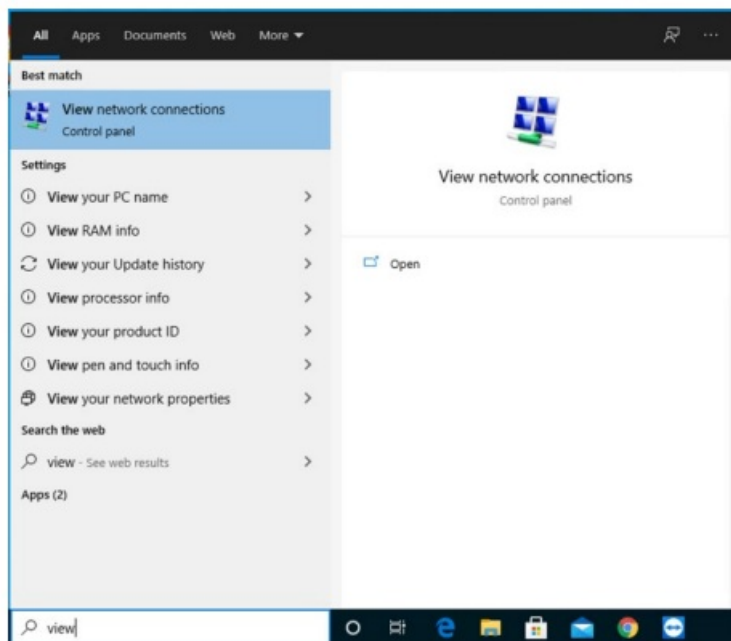 All Apps Documents Web More
Best match
View network connections
Control panel
Settings
View your PC name
View RAM info
View your Update history
View processor info
View your product ID
View pen and touch info
View your network properties
Search the web
view - See web results
Apps (2)
View network connections
Control panel
Open
view